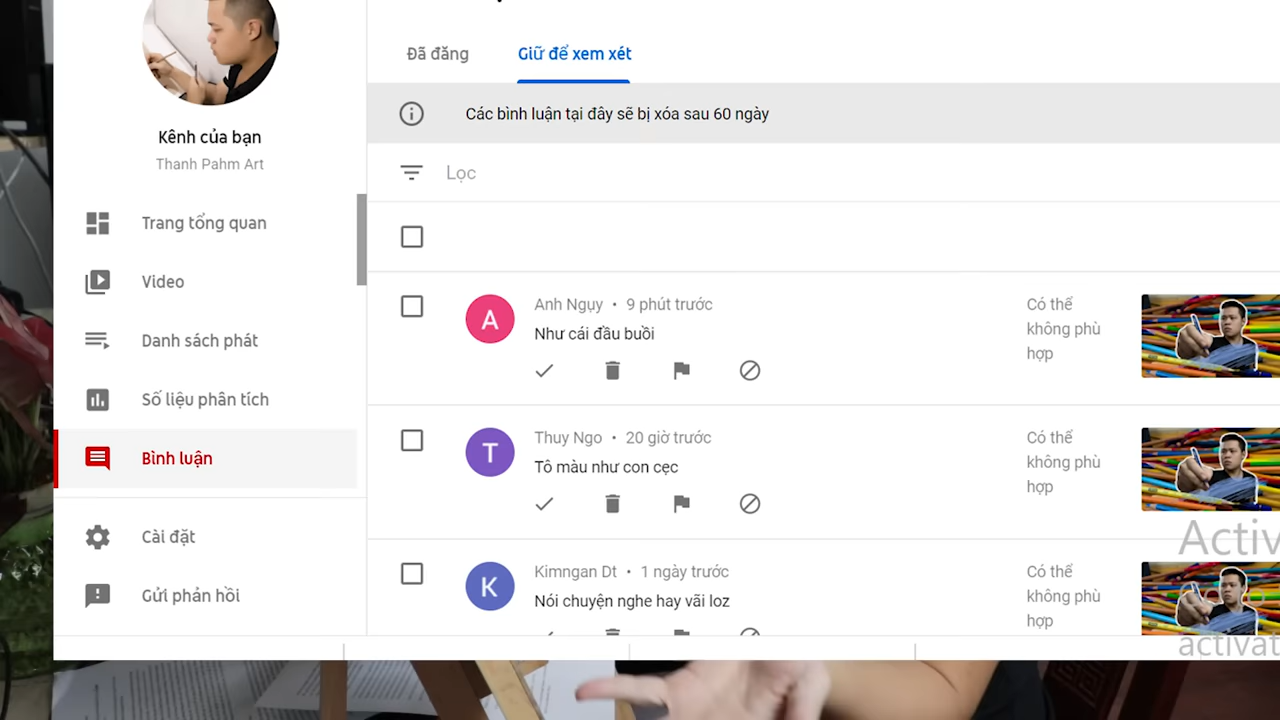 Đã đăng
Giữ để xem xét
Các bình luận tại đây sẽ bị xóa sau 60 ngày
Lọc
Kênh của bạn
Thanh Pahm Art
Trang tổng quan
Video
Danh sách phát
Số liệu phân tích
Bình luận
Cài đặt
Gửi phản hồi
A
Anh Ngụy • 9 phút trước
Như cái đầu buồi
Có thể
không phù
hợp
T
Thuy Ngo • 20 giờ trước
Tô màu như con cẹc
Có thể
không phù
hợp
K
Kimngan Dt • 1 ngày trước
Nói chuyện nghe hay vãi loz
Có thể
không phù
hợp